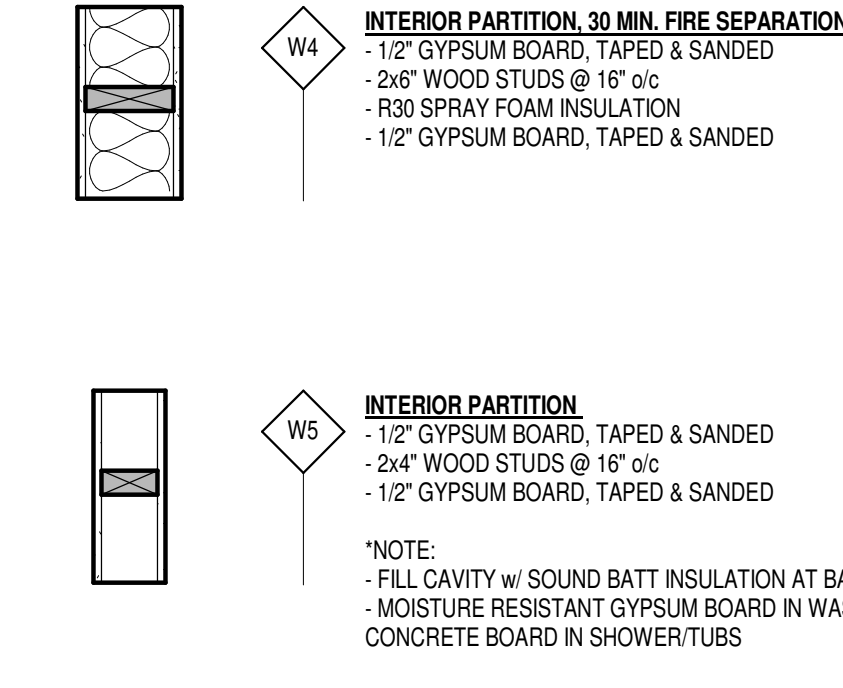 W4
INTERIOR PARTITION, 30 MIN. FIRE SEPARATION
- 1/2" GYPSUM BOARD, TAPED & SANDED
- 2x6" WOOD STUDS @ 16" o/c
- R30 SPRAY FOAM INSULATION
- 1/2" GYPSUM BOARD, TAPED & SANDED
W5
INTERIOR PARTITION
- 1/2" GYPSUM BOARD, TAPED & SANDED
- 2x4" WOOD STUDS @ 16" o/c
- 1/2" GYPSUM BOARD, TAPED & SANDED
*NOTE:
- FILL CAVITY w/ SOUND BATT INSULATION AT
- MOISTURE RESISTANT GYPSUM BOARD IN
CONCRETE BOARD IN SHOWER/TUBS